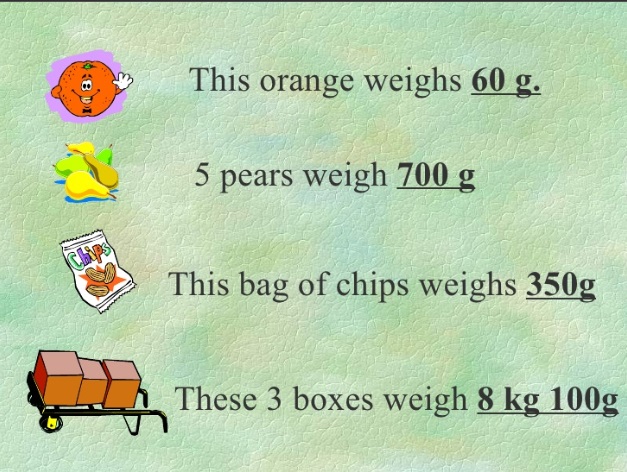 This orange weighs 60 g.
5 pears weigh 700 g
Chips
This bag of chips weighs 350g
These 3 boxes weigh 8 kg 100g